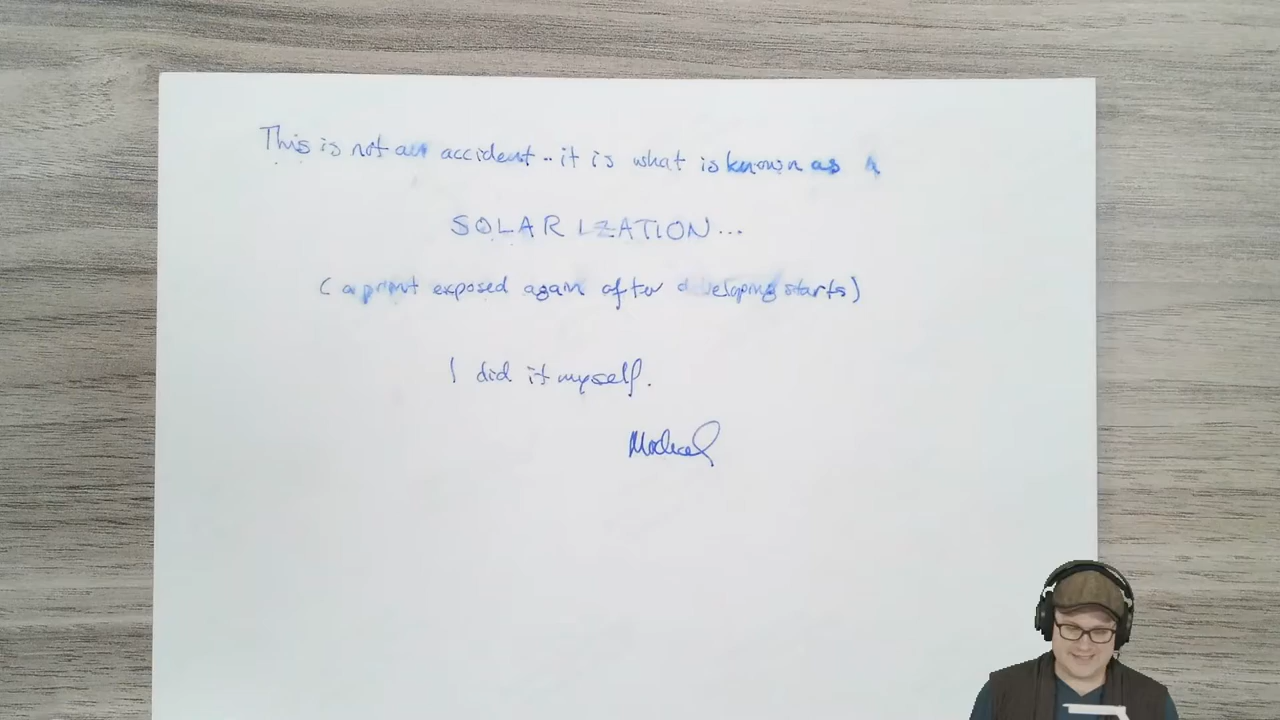 This is not an accident.. it is what is known as a
SOLARIZATION...
(a print exposed again after developing starts)
I did it myself.
Michael